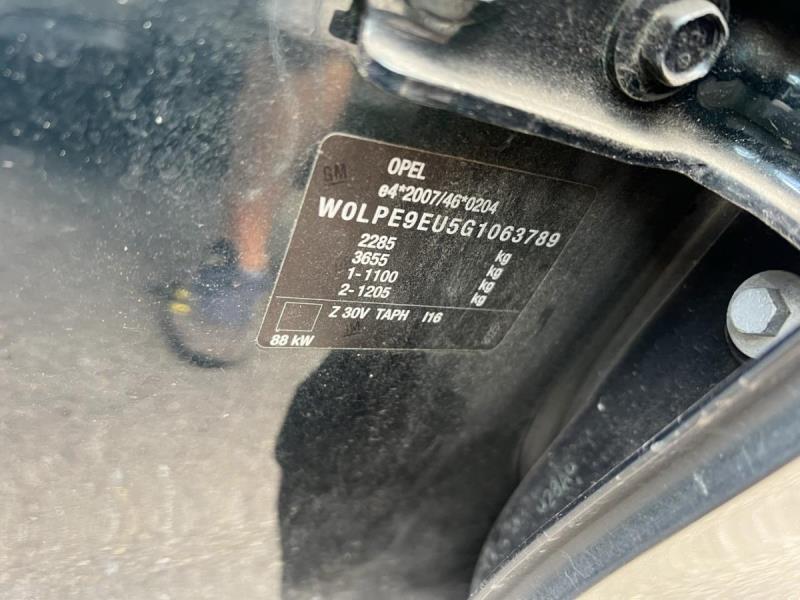 GM
OPEL
e4*2007/46*0204
W0LPE9EU5G1063789
2285 kg
3655 kg
1-1100 kg
2-1205 kg
Z 30V TAPH I16
88 kW